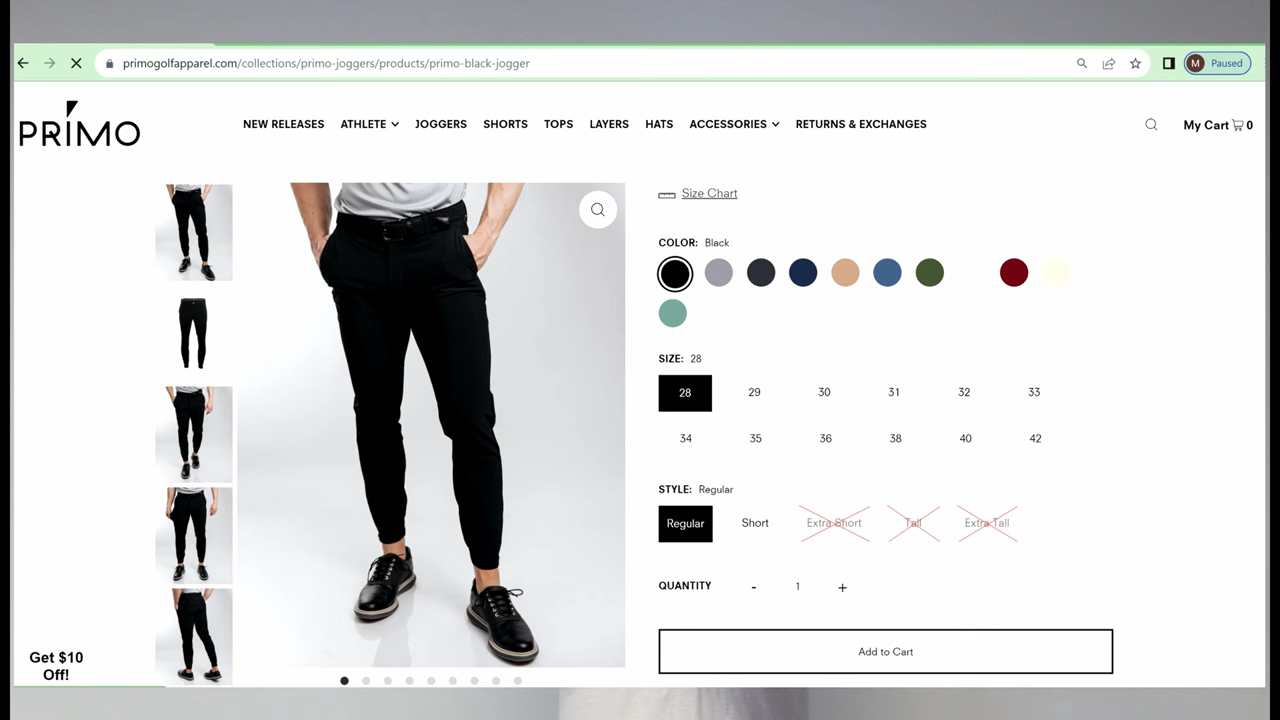 primogolfapparel.com/collections/primo-joggers/products/primo-black-jogger
M Paused
PRIMO
NEW RELEASES ATHLETE JOGGERS SHORTS TOPS LAYERS HATS ACCESSORIES RETURNS & EXCHANGES
My Cart 0
Size Chart
COLOR: Black
SIZE: 28
28 29 30 31 32 33
34 35 36 38 40 42
STYLE: Regular
Regular Short Extra Short Tall Extra Tall
QUANTITY - 1 +
Add to Cart
Get $10
Off!